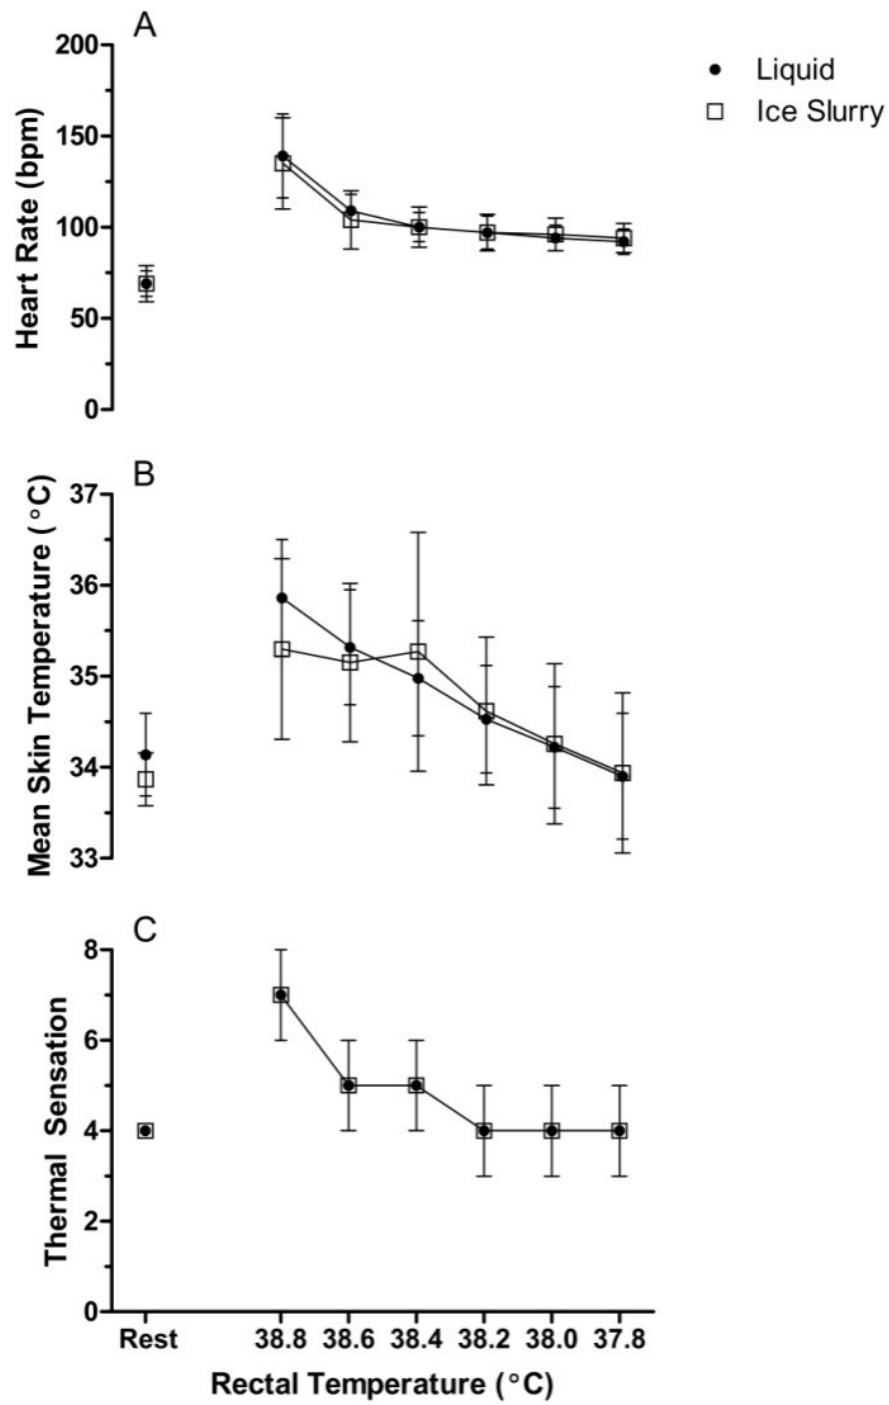 A
200
150
100
50
0
Heart Rate (bpm)
Liquid
Ice Slurry
B
37
36
35
34
33
Mean Skin Temperature (°C)
C
8
6
4
2
0
Thermal Sensation
Rest 38.8 38.6 38.4 38.2 38.0 37.8
Rectal Temperature (°C)